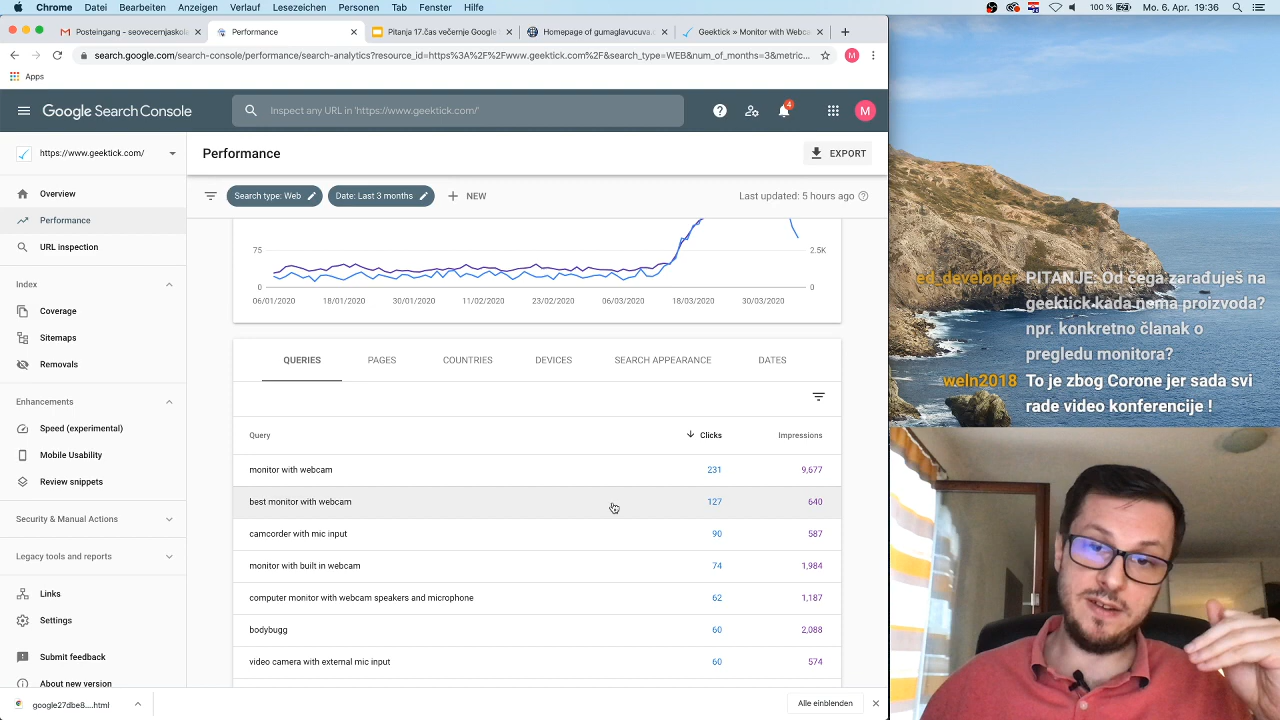 Chrome Datei Bearbeiten Anzeigen Verlauf Lesezeichen Personen Tab Fenster Hilfe
100 % Mo. 6. Apr. 19:36
Posteingang - seovecernjaskola
Performance
Pitanja 17.čas večernje Google
Homepage of gumaglavucuva.c
Geektick » Monitor with Webca
search.google.com/search-console/performance/search-analytics?resource_id=https%3A%2F%2Fwww.geektick.com%2F&search_type=WEB&num_of_months=3&metric... M
Apps
Google Search Console
Inspect any URL in 'https://www.geektick.com/'
4
M
https://www.geektick.com/
Performance
EXPORT
Search type: Web
Date: Last 3 months
NEW
Last updated: 5 hours ago
Overview
Performance
URL inspection
Index
Coverage
Sitemaps
Removals
Enhancements
Speed (experimental)
Mobile Usability
Review snippets
Security & Manual Actions
Legacy tools and reports
Links
Settings
Submit feedback
About new version
75 2.5K
0 0
06/01/2020 18/01/2020 30/01/2020 11/02/2020 23/02/2020 06/03/2020 18/03/2020 30/03/2020
QUERIES PAGES COUNTRIES DEVICES SEARCH APPEARANCE DATES
Query Clicks Impressions
monitor with webcam 231 9,677
best monitor with webcam 127 640
camcorder with mic input 90 587
monitor with built in webcam 74 1,984
computer monitor with webcam speakers and microphone 62 1,187
bodybugg 60 2,088
video camera with external mic input 60 574
google27dbe8....html
Alle einblenden
ed_developer PITANJE: Od čega zarađuješ na
geektick kada nema proizvoda?
npr. konkretno članak o
pregledu monitora?
weln2018 To je zbog Corone jer sada svi
rade video konferencije !